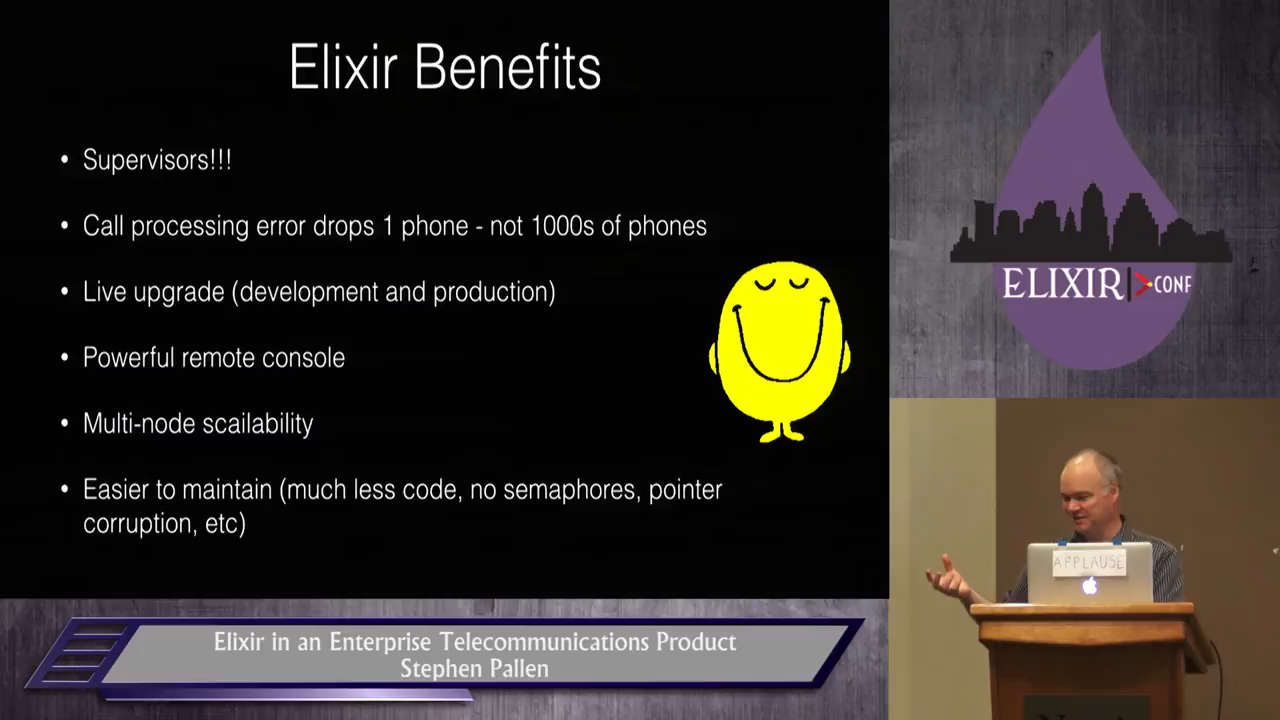 Elixir Benefits
• Supervisors!!!
• Call processing error drops 1 phone - not 1000s of phones
• Live upgrade (development and production)
• Powerful remote console
• Multi-node scailability
• Easier to maintain (much less code, no semaphores, pointer
corruption, etc)
ELIXIR CONF
APPLAUSE
Elixir in an Enterprise Telecommunications Product
Stephen Pallen